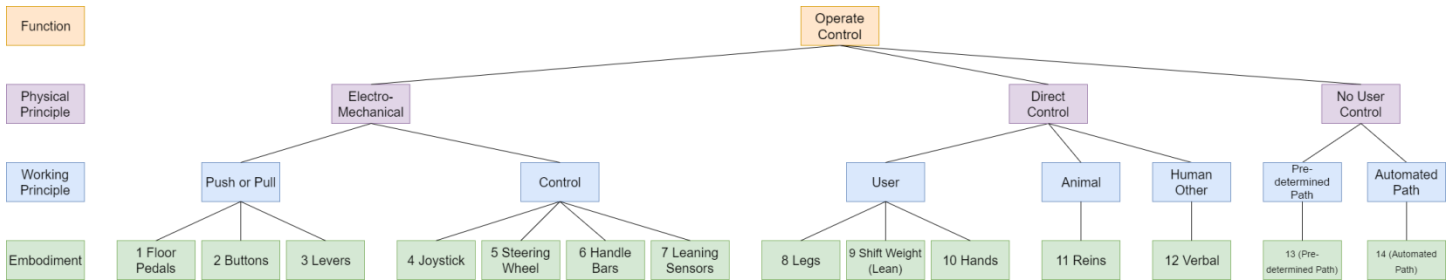 Function
Operate
Control
Physical
Principle
Electro-
Mechanical
Direct
Control
No User
Control
Working
Principle
Push or Pull
Control
User
Animal
Human
Other
Pre-
determined
Path
Automated
Path
Embodiment
1 Floor
Pedals
2 Buttons
3 Levers
4 Joystick
5 Steering
Wheel
6 Handle
Bars
7 Leaning
Sensors
8 Legs
9 Shift Weight
(Lean)
10 Hands
11 Reins
12 Verbal
13 (Pre-
determined Path)
14 (Automated
Path)